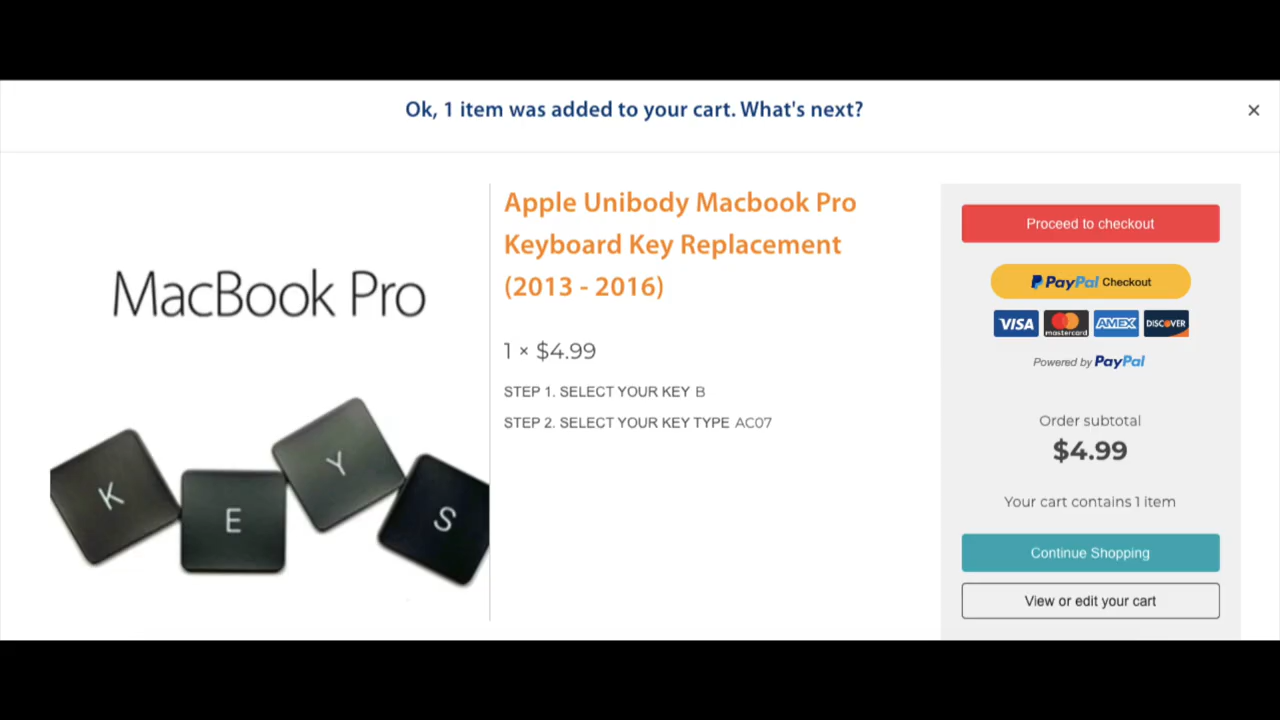 Ok, 1 item was added to your cart. What's next?
×
MacBook Pro
K
E
Y
S
Apple Unibody Macbook Pro
Keyboard Key Replacement
(2013 - 2016)
1 × $4.99
STEP 1. SELECT YOUR KEY B
STEP 2. SELECT YOUR KEY TYPE AC07
Proceed to checkout
PayPal Checkout
VISA mastercard AMEX DISCOVER
Powered by PayPal
Order subtotal
$4.99
Your cart contains 1 item
Continue Shopping
View or edit your cart